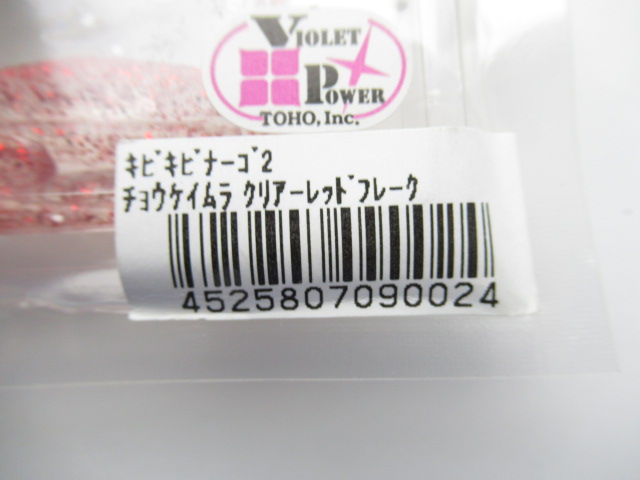 VIOLET
POWER
TOHO, Inc.
ｷﾋﾞｷﾋﾞﾅｰｺﾞ2
ﾁｮｳｹｲﾑﾗ ｸﾘｱｰﾚｯﾄﾞﾌﾚｰｸ
4525807090024